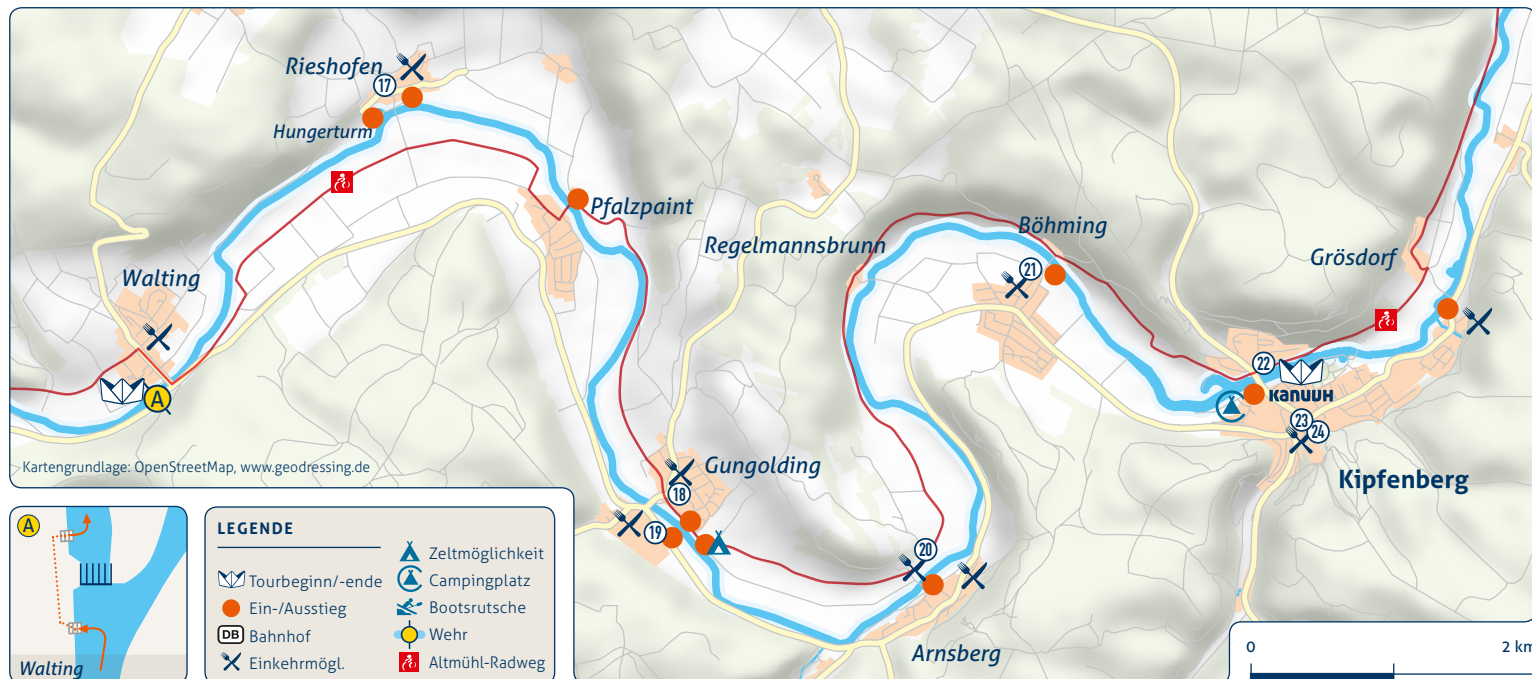 Rieshofen
17
Hungerturm
Pfalzpaint
Regelmannsbrunn
Böhming
21
Grösdorf
Walting
A
22
KANUUH
23
24
Kipfenberg
Gungolding
18
19
20
Arnsberg
Kartengrundlage: OpenStreetMap, www.geodressing.de
A
Walting
LEGENDE
Tourbeginn/-ende
Ein-/Ausstieg
DB Bahnhof
Einkehrmögl.
Zeltmöglichkeit
Campingplatz
Bootsrutsche
Wehr
Altmühl-Radweg
0
2 km